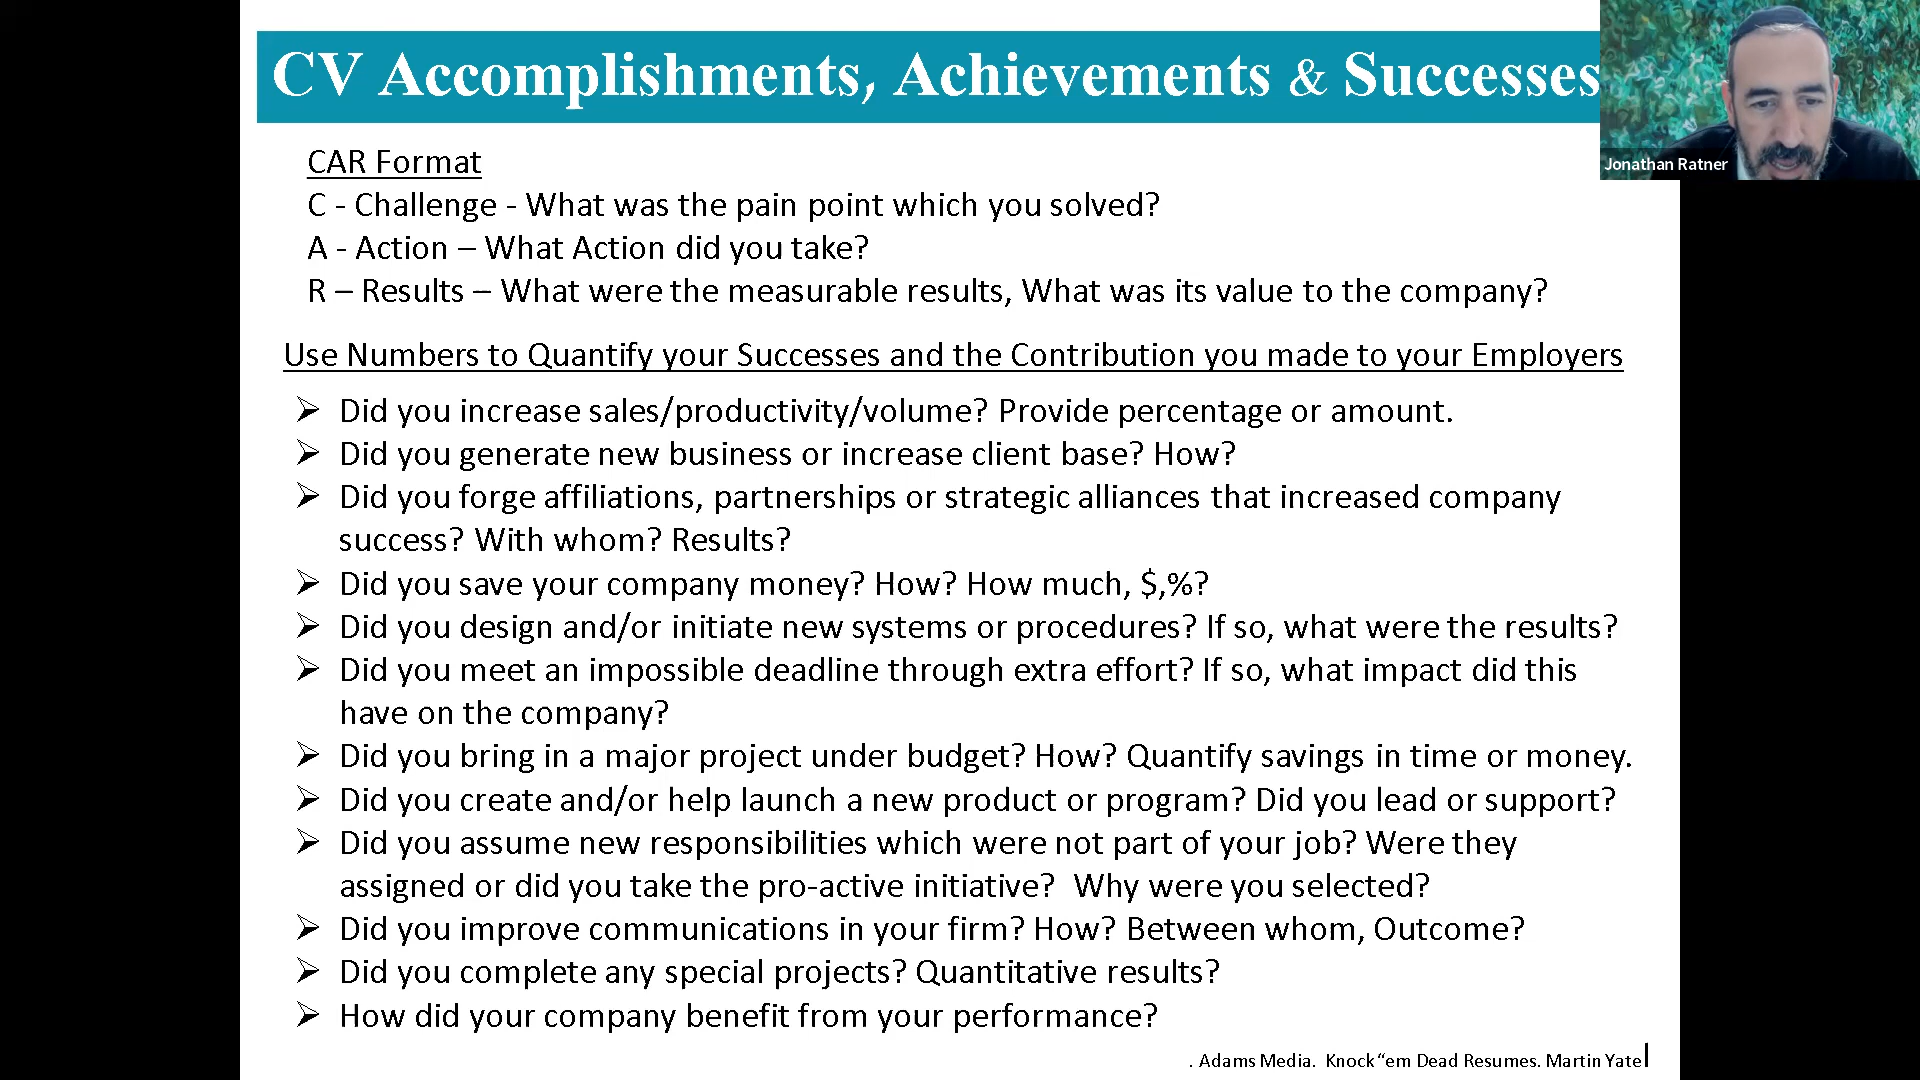 CV Accomplishments, Achievements & Successes
Jonathan Ratner
CAR Format
C - Challenge - What was the pain point which you solved?
A - Action – What Action did you take?
R – Results – What were the measurable results, What was its value to the company?
Use Numbers to Quantify your Successes and the Contribution you made to your Employers
➢ Did you increase sales/productivity/volume? Provide percentage or amount.
➢ Did you generate new business or increase client base? How?
➢ Did you forge affiliations, partnerships or strategic alliances that increased company
success? With whom? Results?
➢ Did you save your company money? How? How much, $,%?
➢ Did you design and/or initiate new systems or procedures? If so, what were the results?
➢ Did you meet an impossible deadline through extra effort? If so, what impact did this
have on the company?
➢ Did you bring in a major project under budget? How? Quantify savings in time or money.
➢ Did you create and/or help launch a new product or program? Did you lead or support?
➢ Did you assume new responsibilities which were not part of your job? Were they
assigned or did you take the pro-active initiative?  Why were you selected?
➢ Did you improve communications in your firm? How? Between whom, Outcome?
➢ Did you complete any special projects? Quantitative results?
➢ How did your company benefit from your performance?
. Adams Media.  Knock “em Dead Resumes. Martin Yate